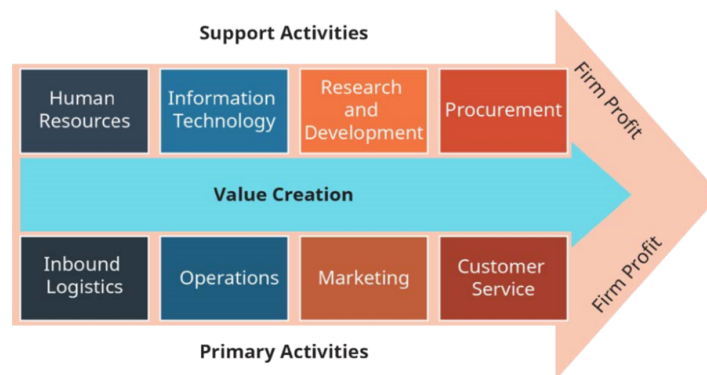 Support Activities
Human
Resources
Information
Technology
Research
and
Development
Procurement
Firm Profit
Value Creation
Inbound
Logistics
Operations
Marketing
Customer
Service
Firm Profit
Primary Activities